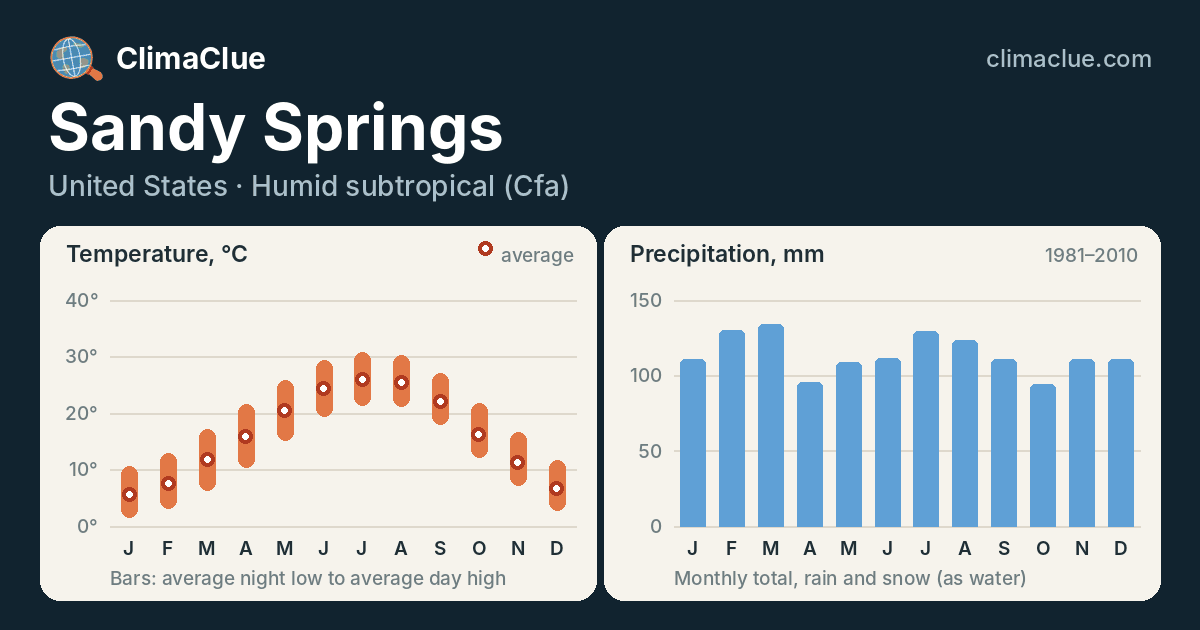 ClimaClue
climaclue.com
Sandy Springs
United States · Humid subtropical (Cfa)
Temperature, °C
average
40°
30°
20°
10°
0°
J F M A M J J A S O N D
Bars: average night low to average day high
Precipitation, mm
1981–2010
150
100
50
0
J F M A M J J A S O N D
Monthly total, rain and snow (as water)